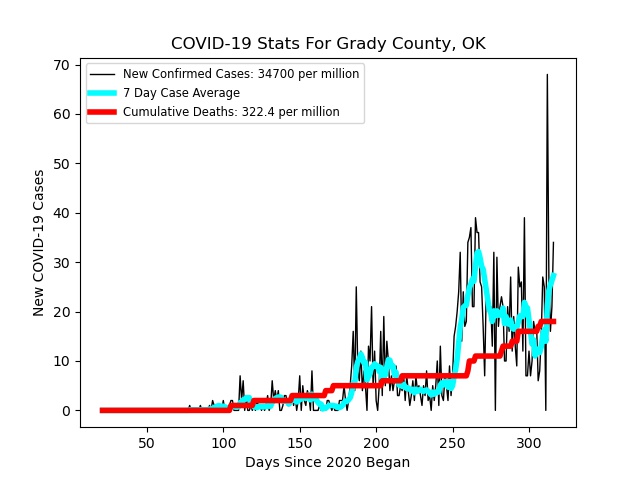 COVID-19 Stats For Grady County, OK
New Confirmed Cases: 34700 per million
7 Day Case Average
Cumulative Deaths: 322.4 per million
New COVID-19 Cases
70
60
50
40
30
20
10
0
50 100 150 200 250 300
Days Since 2020 Began